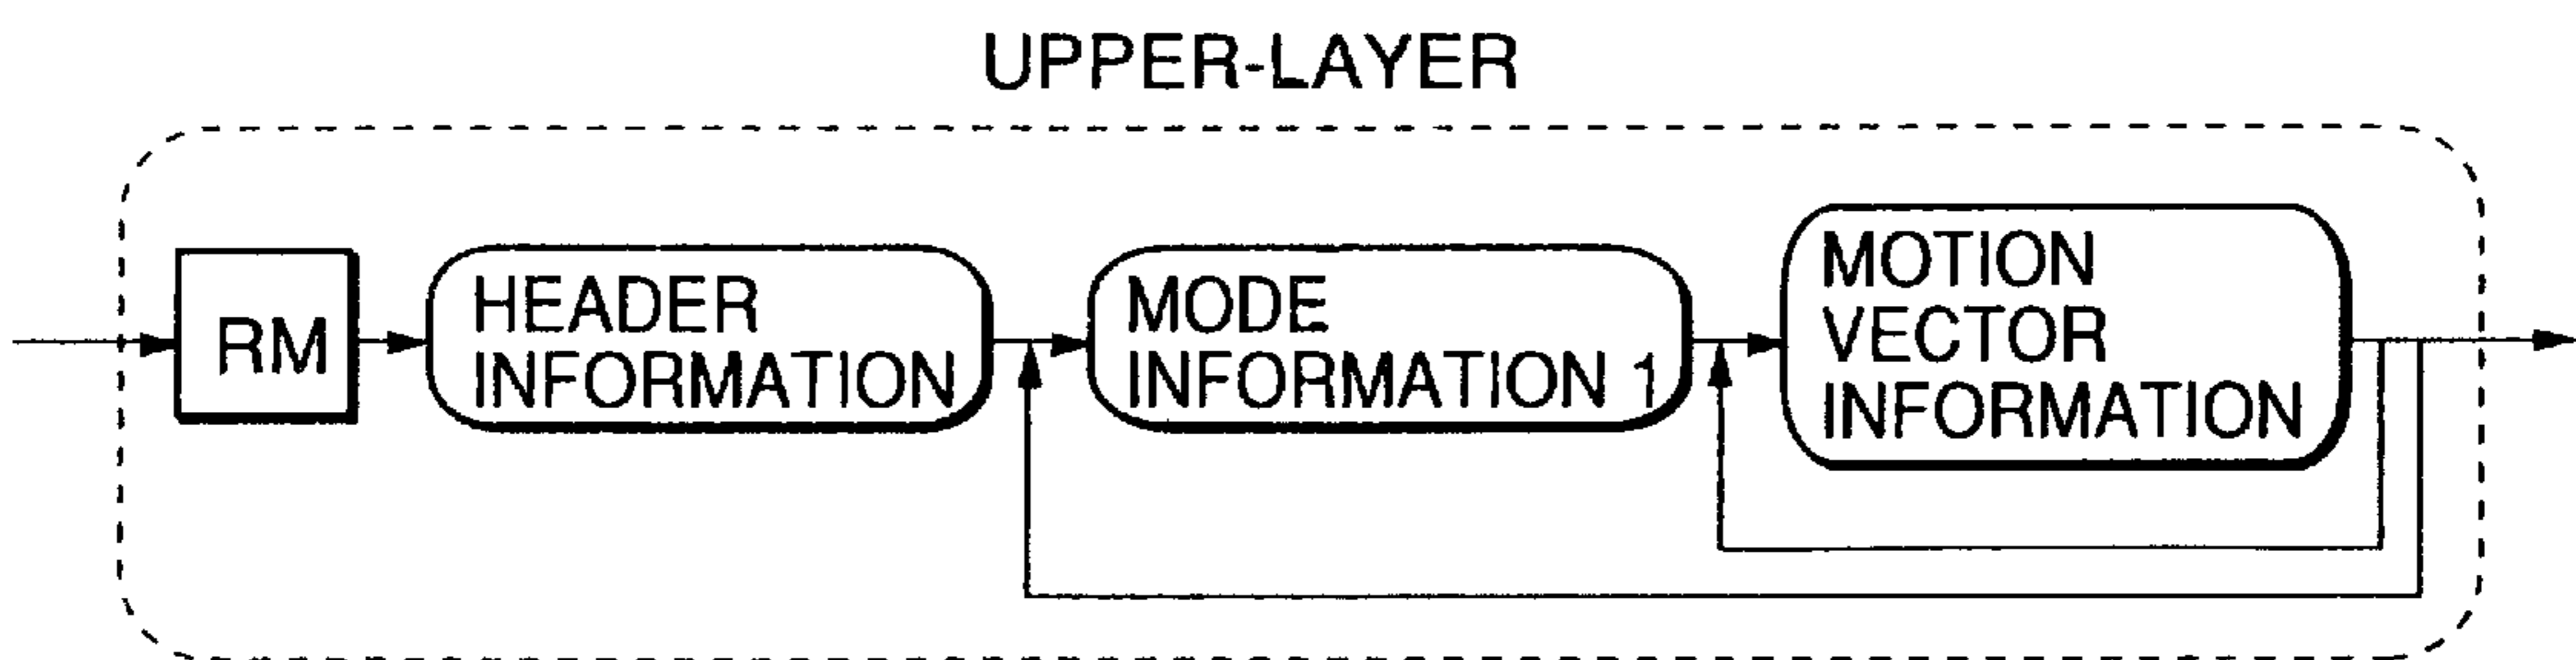 UPPER-LAYER
RM
HEADER
INFORMATION
MODE
INFORMATION 1
MOTION
VECTOR
INFORMATION